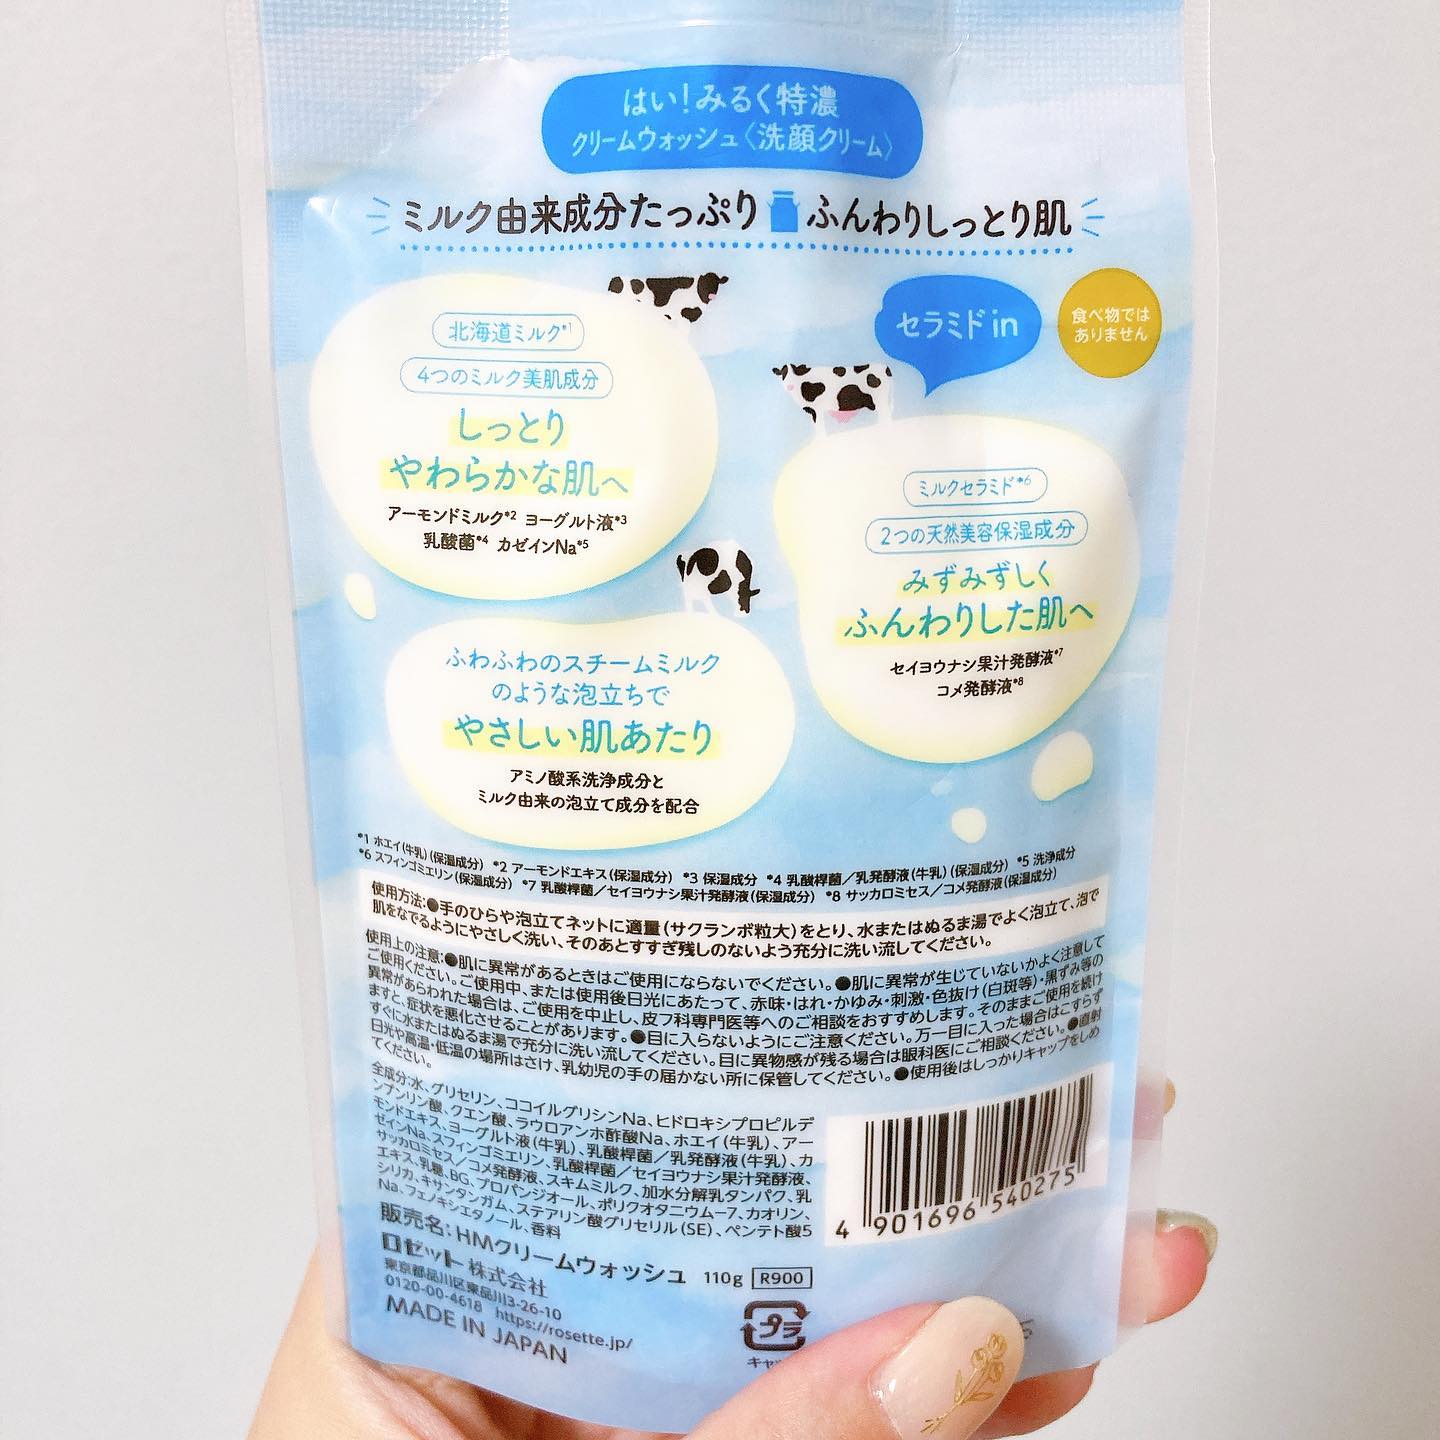 はい!みるく特濃
クリームウォッシュ〈洗顔クリーム〉
ミルク由来成分たっぷり ふんわりしっとり肌
北海道ミルク*1
4つのミルク美肌成分
しっとり
やわらかな肌へ
アーモンドミルク*2 ヨーグルト液*3
乳酸菌*4 カゼインNa*5
セラミドin
食べ物では
ありません
ミルクセラミド*6
2つの天然美容保湿成分
みずみずしく
ふんわりした肌へ
セイヨウナシ果汁発酵液*7
コメ発酵液*8
ふわふわのスチームミルク
のような泡立ちで
やさしい肌あたり
アミノ酸系洗浄成分と
ミルク由来の泡立て成分を配合
*1 ホエイ(牛乳)(保湿成分) *2 アーモンドエキス(保湿成分) *3 保湿成分 *4 乳酸桿菌/乳発酵液(牛乳)(保湿成分) *5 洗浄成分
*6 スフィンゴミエリン(保湿成分) *7 乳酸桿菌/セイヨウナシ果汁発酵液(保湿成分) *8 サッカロミセス/コメ発酵液(保湿成分)
使用方法:●手のひらや泡立てネットに適量(サクランボ粒大)をとり、水またはぬるま湯でよく泡立て、泡で
肌をなでるようにやさしく洗い、そのあとすすぎ残しのないよう充分に洗い流してください。
使用上の注意:●肌に異常があるときはご使用にならないでください。●肌に異常が生じていないかよく注意して
ご使用ください。ご使用中、または使用後日光にあたって、赤味・はれ・かゆみ・刺激・色抜け(白斑等)・黒ずみ等の
異常があらわれた場合は、ご使用を中止し、皮フ科専門医等へのご相談をおすすめします。そのままご使用を続け
ますと、症状を悪化させることがあります。●目に入らないようにご注意ください。万一目に入った場合はこすらず
すぐに水またはぬるま湯で充分に洗い流してください。目に異物感が残る場合は眼科医にご相談ください。●直射
日光や高温・低温の場所はさけ、乳幼児の手の届かない所に保管してください。●使用後はしっかりキャップをしめ
てください。
全成分:水、グリセリン、ココイルグリシンNa、ヒドロキシプロピルデ
ンプンリン酸、クエン酸、ラウロアンホ酢酸Na、ホエイ(牛乳)、アー
モンドエキス、ヨーグルト液(牛乳)、乳酸桿菌/乳発酵液(牛乳)、カ
ゼインNa、スフィンゴミエリン、乳酸桿菌/セイヨウナシ果汁発酵液、
サッカロミセス/コメ発酵液、スキムミルク、加水分解乳タンパク、乳
エキス、乳糖、BG、プロパンジオール、ポリクオタニウム-7、カオリン、
シリカ、キサンタンガム、ステアリン酸グリセリル(SE)、ペンテト酸5
Na、フェノキシエタノール、香料
4 901696 540275
販売名:HMクリームウォッシュ 110g R900
ロゼット株式会社
東京都品川区東品川3-26-10
0120-00-4618 https://rosette.jp/
MADE IN JAPAN
プラ
キャッ